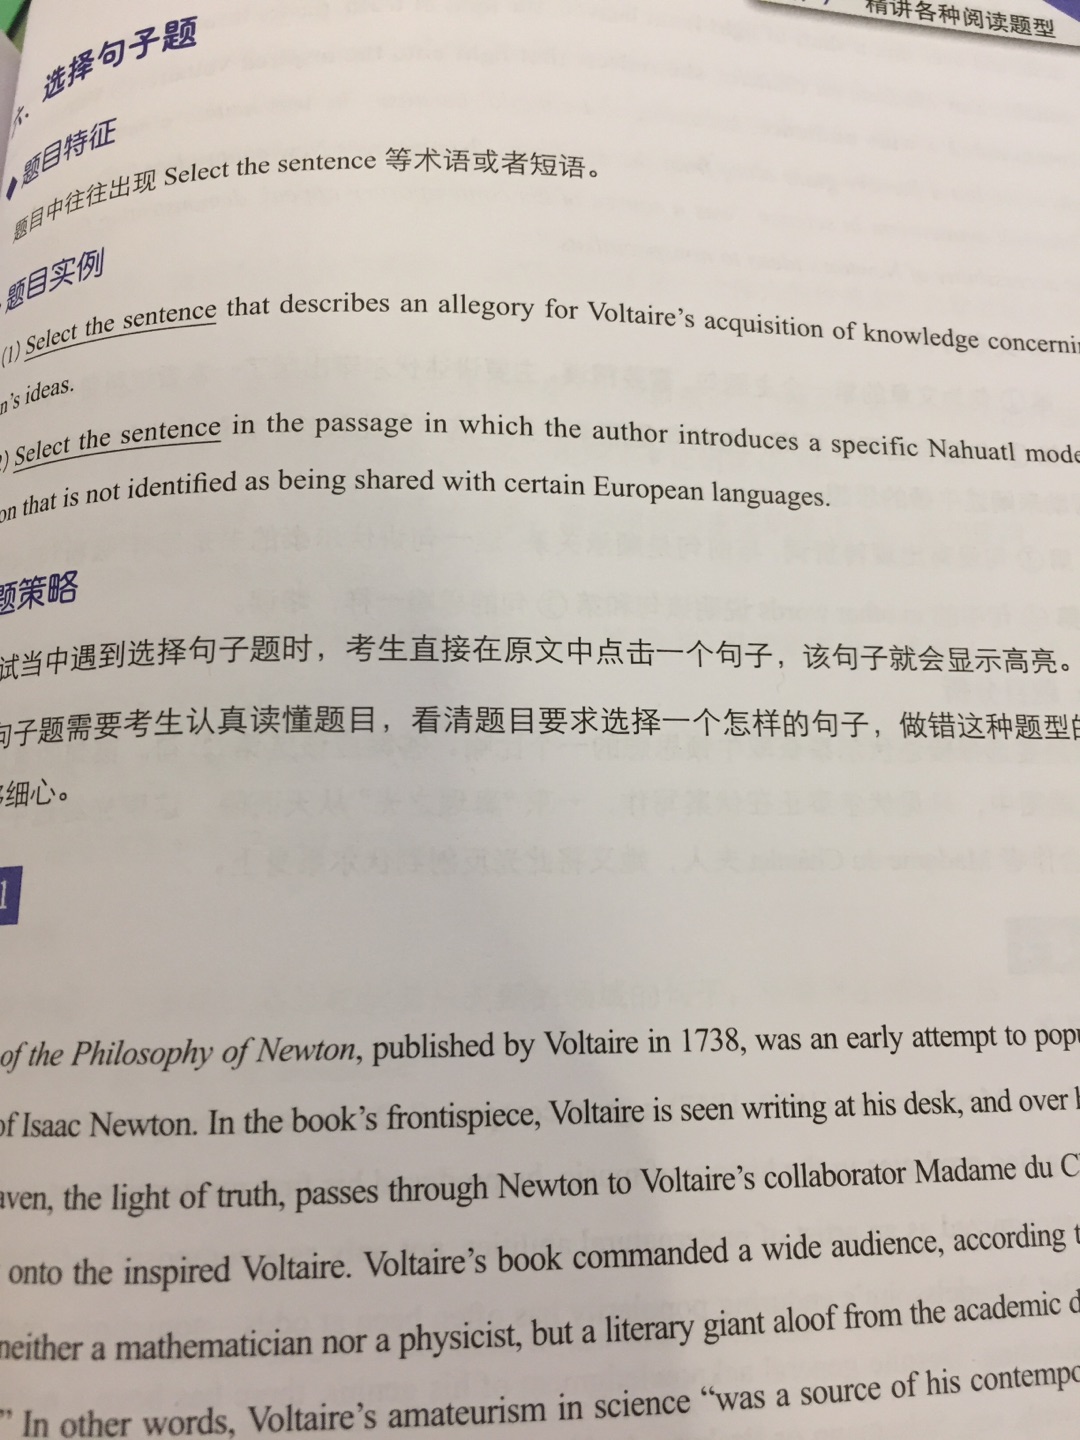 精讲各种阅读题型
六、选择句子题
题目特征
题目中往往出现 Select the sentence 等术语或者短语。
题目实例
(1) Select the sentence that describes an allegory for Voltaire's acquisition of knowledge
n's ideas.
) Select the sentence in the passage in which the author introduces a specific Nahuatl
on that is not identified as being shared with certain European languages.
题策略
试当中遇到选择句子题时，考生直接在原文中点击一个句子，该句子就会显示高亮。
句子题需要考生认真读懂题目，看清题目要求选择一个怎样的句子，做错这种题型的
细心。
1
of the Philosophy of Newton, published by Voltaire in 1738, was an early attempt to
of Isaac Newton. In the book's frontispiece, Voltaire is seen writing at his desk, and over
the light of truth, passes through Newton to Voltaire's collaborator Madame du
onto the inspired Voltaire. Voltaire's book commanded a wide audience, according
neither a mathematician nor a physicist, but a literary giant aloof from the academic
" In other words, Voltaire's amateurism in science "was a source of his